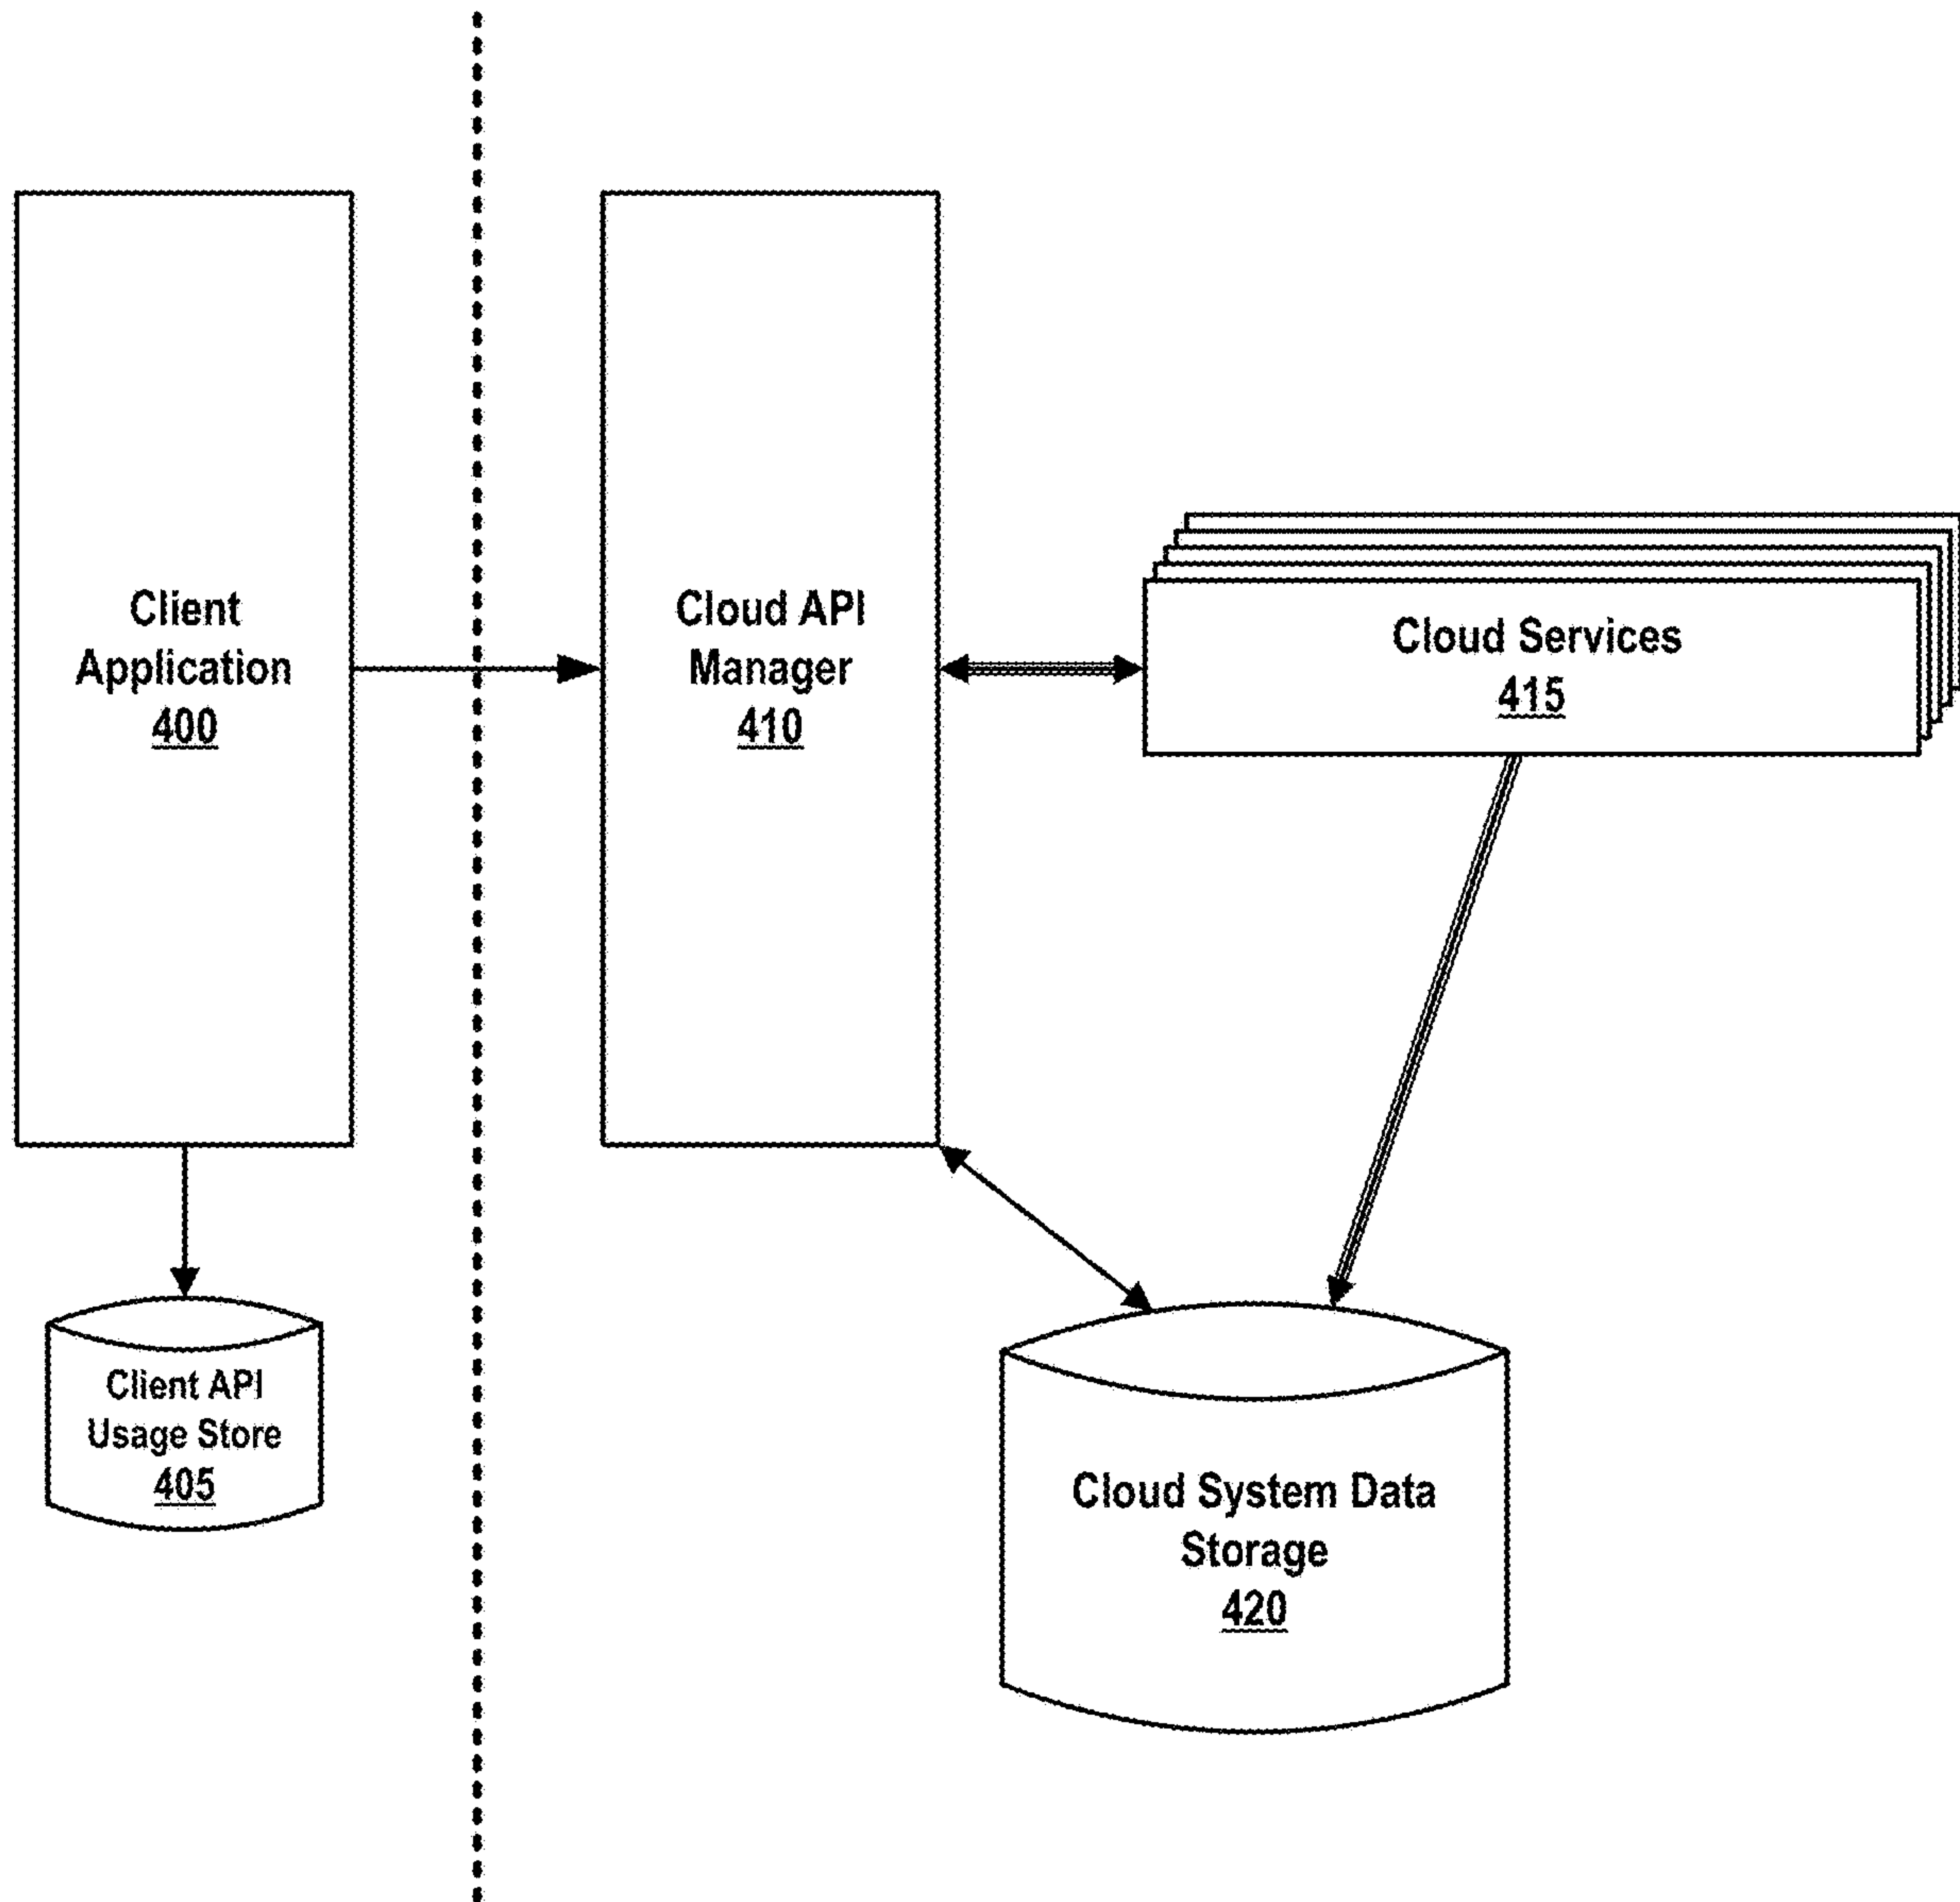 Client
Application
400
Cloud API
Manager
410
Cloud Services
415
Client API
Usage Store
405
Cloud System Data
Storage
420